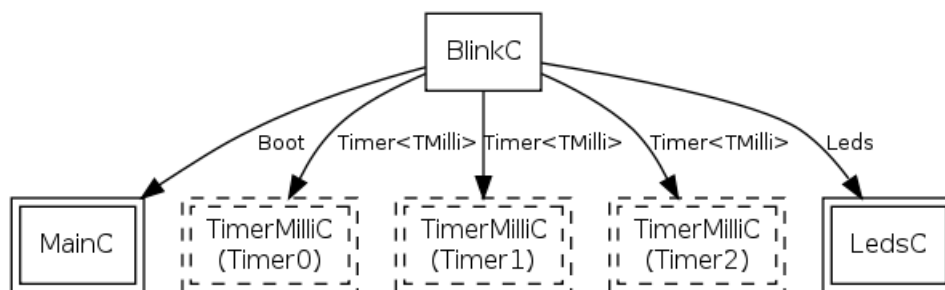 BlinkC
Boot
Timer<TMilli>
Timer<TMilli>
Timer<TMilli>
Leds
MainC
TimerMilliC
(Timer0)
TimerMilliC
(Timer1)
TimerMilliC
(Timer2)
LedsC